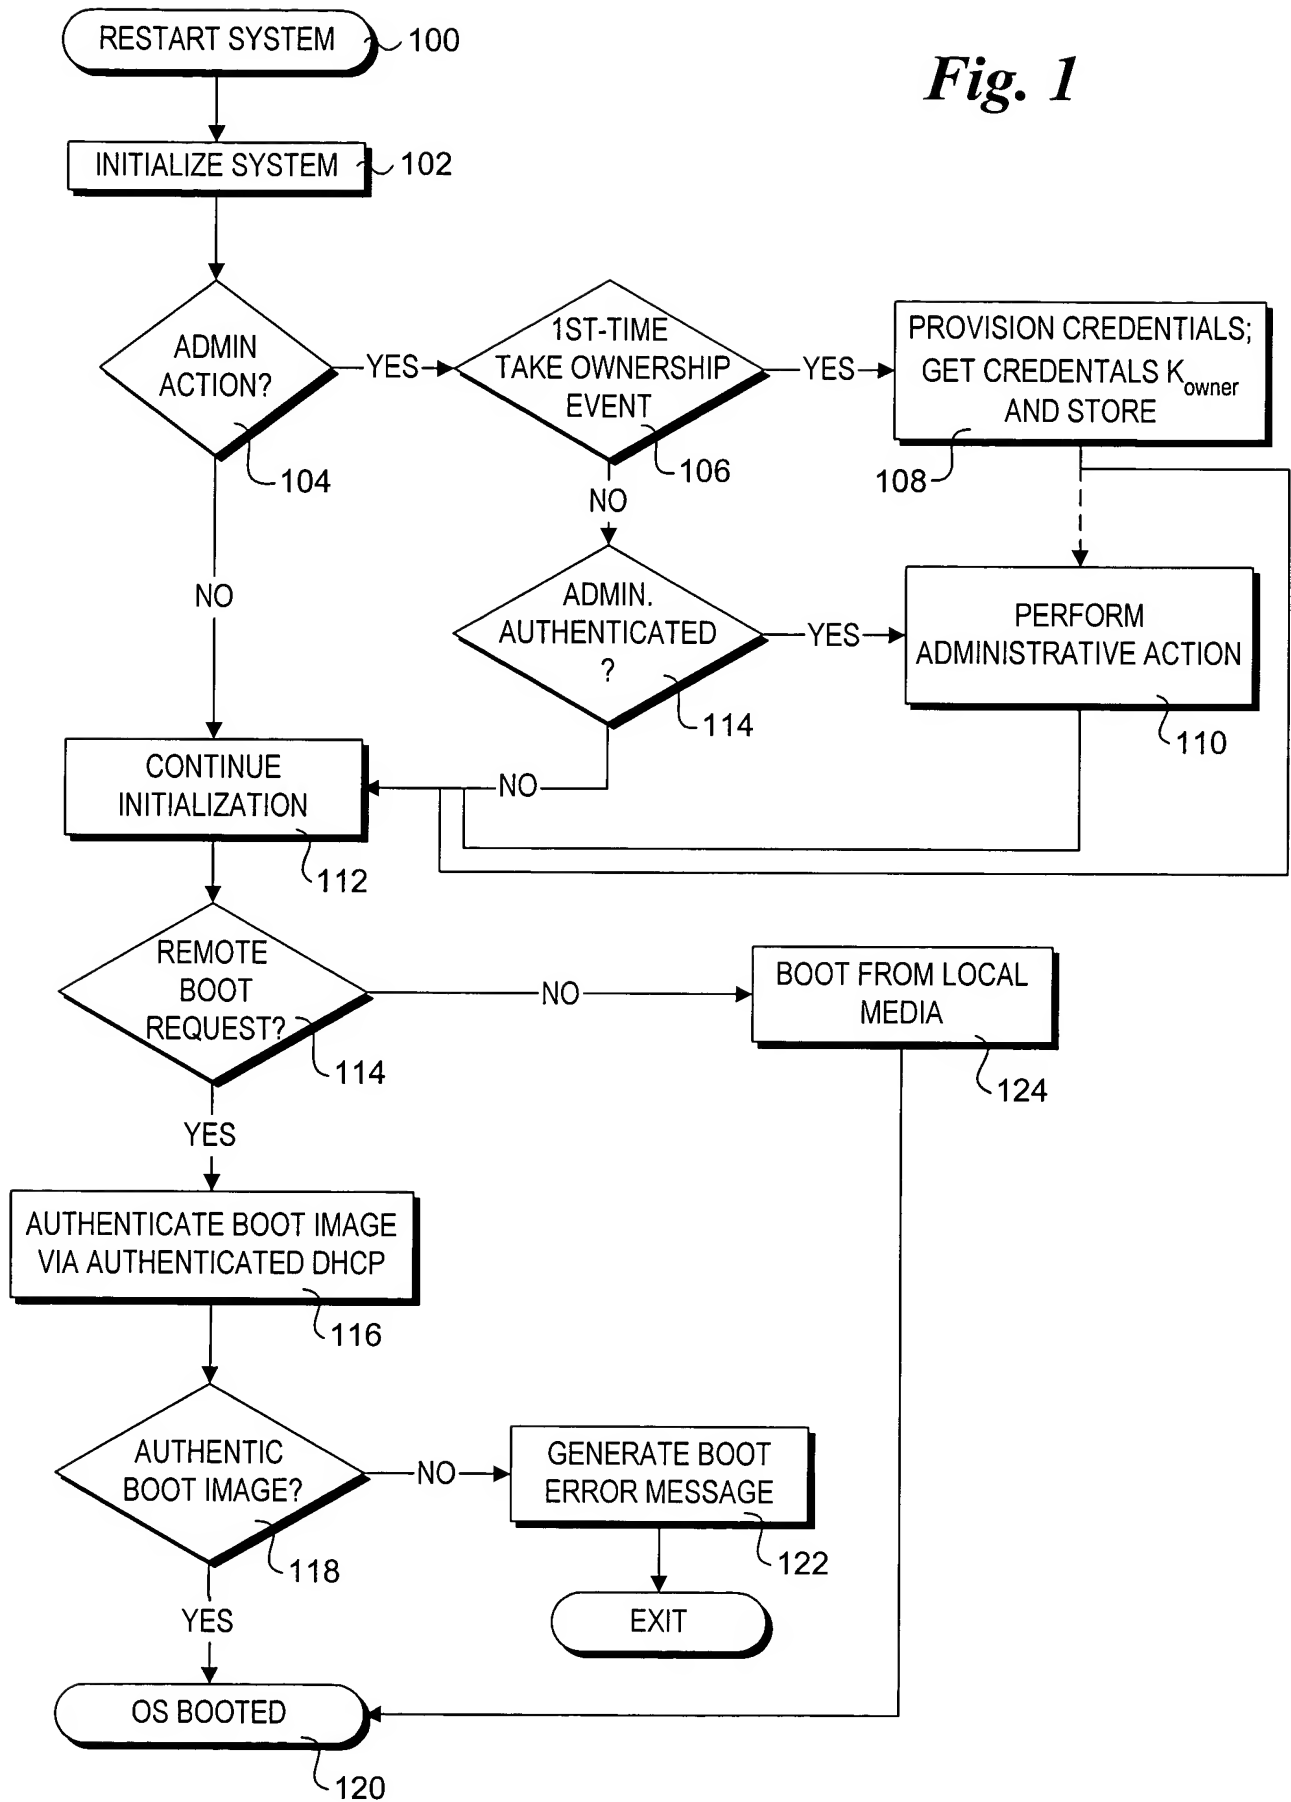 RESTART SYSTEM
100
Fig. 1
INITIALIZE SYSTEM
102
ADMIN
ACTION?
104
YES
1ST-TIME
TAKE OWNERSHIP
EVENT
106
YES
PROVISION CREDENTIALS;
GET CREDENTALS Kowner
AND STORE
108
NO
NO
ADMIN.
AUTHENTICATED
?
114
YES
PERFORM
ADMINISTRATIVE ACTION
110
CONTINUE
INITIALIZATION
112
NO
REMOTE
BOOT
REQUEST?
114
NO
BOOT FROM LOCAL
MEDIA
124
YES
AUTHENTICATE BOOT IMAGE
VIA AUTHENTICATED DHCP
116
AUTHENTIC
BOOT IMAGE?
118
NO
GENERATE BOOT
ERROR MESSAGE
122
YES
EXIT
OS BOOTED
120